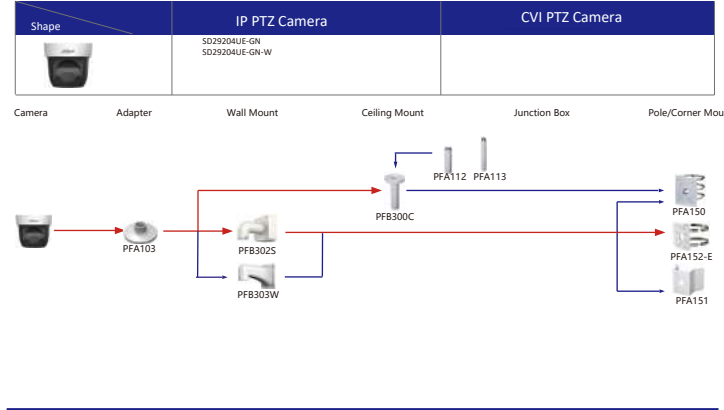 Shape
IP PTZ Camera
CVI PTZ Camera
SD29204UE-GN
SD29204UE-GN-W
Camera
Adapter
Wall Mount
Ceiling Mount
Junction Box
Pole/Corner Mou
PFA112
PFA113
PFB300C
PFA150
PFA103
PFB302S
PFA152-E
PFB303W
PFA151